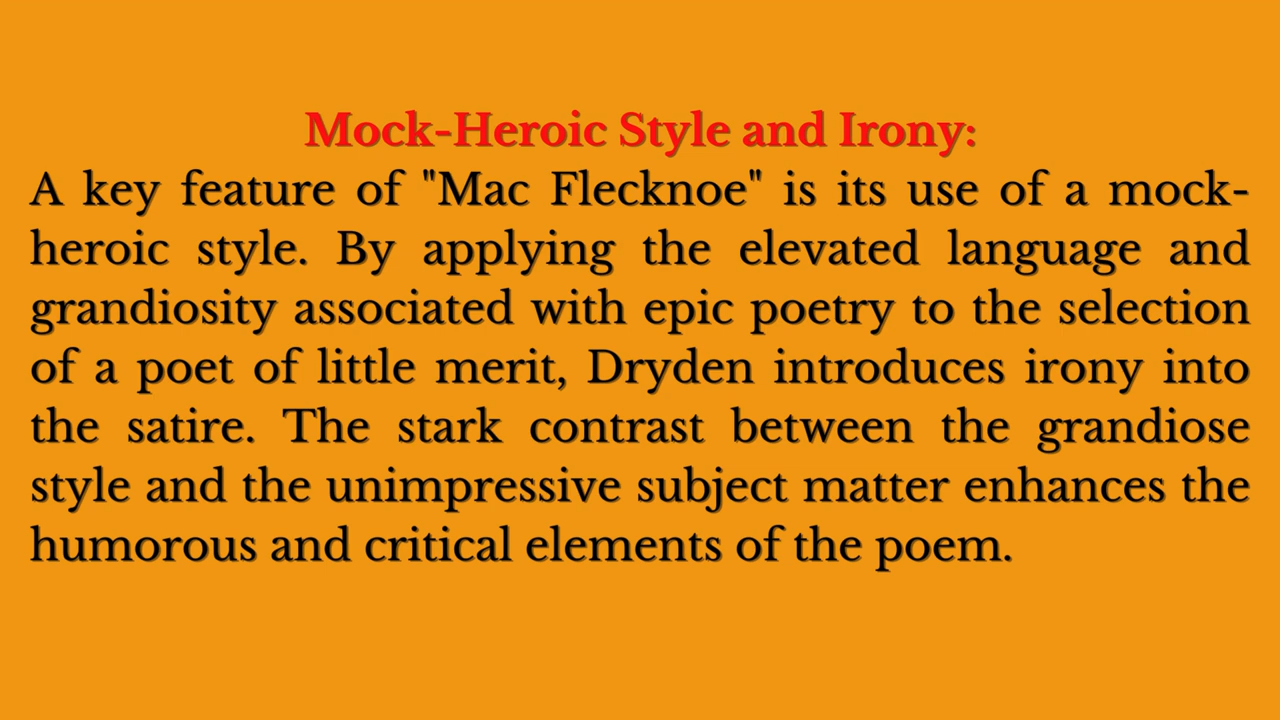 Mock-Heroic Style and Irony:
A key feature of "Mac Flecknoe" is its use of a mock-
heroic style. By applying the elevated language and
grandiosity associated with epic poetry to the selection
of a poet of little merit, Dryden introduces irony into
the satire. The stark contrast between the grandiose
style and the unimpressive subject matter enhances the
humorous and critical elements of the poem.